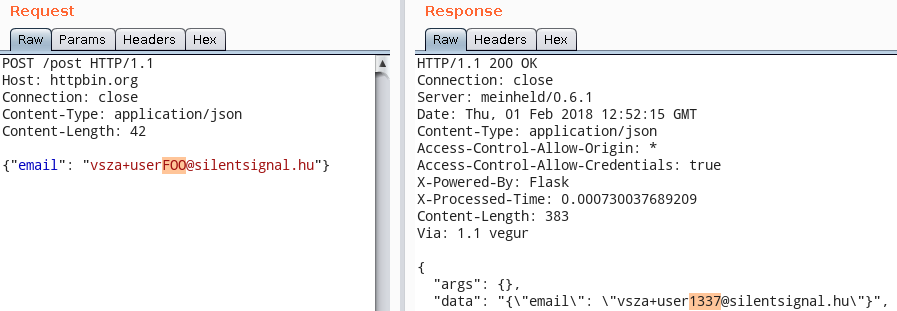 Request
Raw Params Headers Hex
POST /post HTTP/1.1
Host: httpbin.org
Connection: close
Content-Type: application/json
Content-Length: 42

{"email": "vsza+userFOO@silentsignal.hu"}
Response
Raw Headers Hex
HTTP/1.1 200 OK
Connection: close
Server: meinheld/0.6.1
Date: Thu, 01 Feb 2018 12:52:15 GMT
Content-Type: application/json
Access-Control-Allow-Origin: *
Access-Control-Allow-Credentials: true
X-Powered-By: Flask
X-Processed-Time: 0.000730037689209
Content-Length: 383
Via: 1.1 vegur

{
  "args": {},
  "data": "{\"email\": \"vsza+user1337@silentsignal.hu\"}",